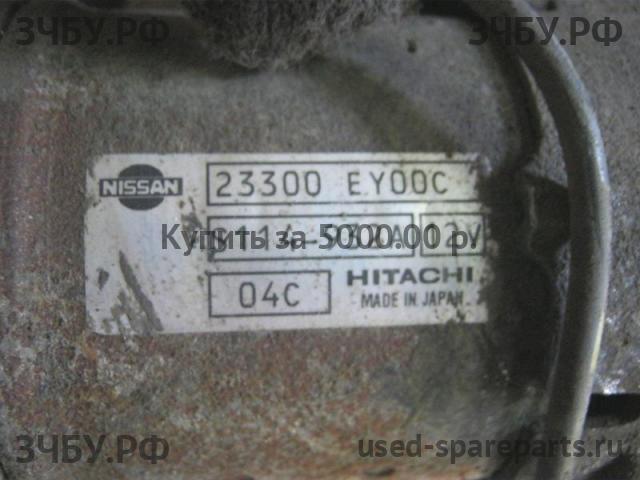 ЗЧБУ.РФ ЗЧБУ.РФ
NISSAN 23300 EY00C
Купить за 5000.00 р.
12V
04C HITACHI
MADE IN JAPAN
ЗЧБУ.РФ used-spareparts.ru